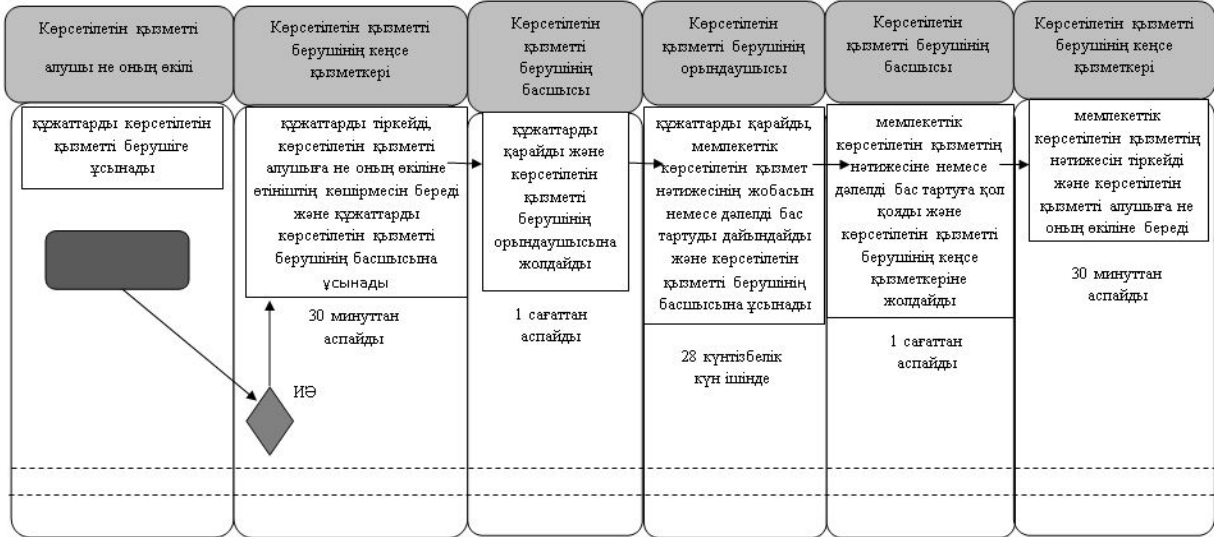 Көрсетілетін қызметті
алушы не оның өкілі
Көрсетілетін қызметті
берушінің кеңсе
қызметкері
Көрсетілетін
қызметті
берушінің
басшысы
Көрсетілетін
қызметті берушінің
орындаушысы
Көрсетілетін
қызметті берушінің
басшысы
Көрсетілетін қызметті
берушінің кеңсе
қызметкері
құжаттарды көрсетілетін
қызметті берушіге
ұсынады
құжаттарды тіркейді,
көрсетілетін қызметті
алушыға не оның өкіліне
өтініштің көшірмесін береді
және құжаттарды
көрсетілетін қызметті
берушінің басшысына
ұсынады
30 минуттан
аспайды
ИӘ
құжаттарды
қарайды және
көрсетілетін
қызметті
берушінің
орындаушысына
жолдайды
1 сағаттан
аспайды
құжаттарды қарайды,
мемлекеттік
көрсетілетін қызмет
нәтижесінің жобасын
немесе дәлелді бас
тартуды дайындайды
және көрсетілетін
қызметті берушінің
басшысына ұсынады
28 күнтізбелік
күн ішінде
мемлекеттік
көрсетілетін қызметтің
нәтижесіне немесе
дәлелді бас тартуға қол
қояды және
көрсетілетін қызметті
берушінің кеңсе
қызметкеріне
жолдайды
1 сағаттан
аспайды
мемлекеттік
көрсетілетін қызметтің
нәтижесін тіркейді
және көрсетілетін
қызметті алушыға не
оның өкіліне береді
30 минуттан
аспайды